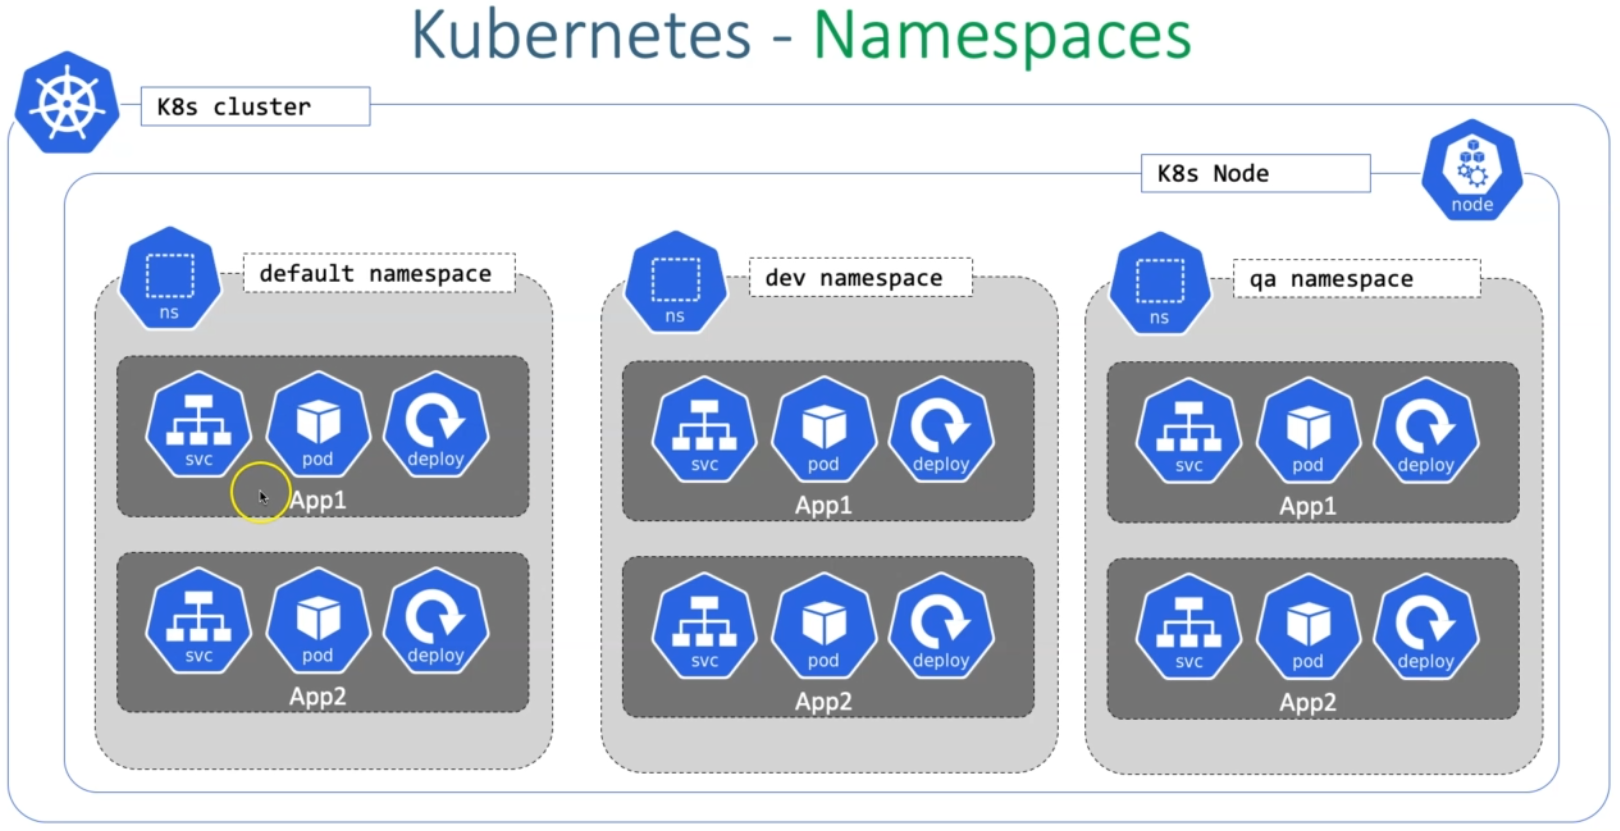 Kubernetes - Namespaces
K8s cluster
K8s Node
node
ns
default namespace
ns
dev namespace
ns
qa namespace
svc
pod
deploy
App1
svc
pod
deploy
App1
svc
pod
deploy
App1
svc
pod
deploy
App2
svc
pod
deploy
App2
svc
pod
deploy
App2